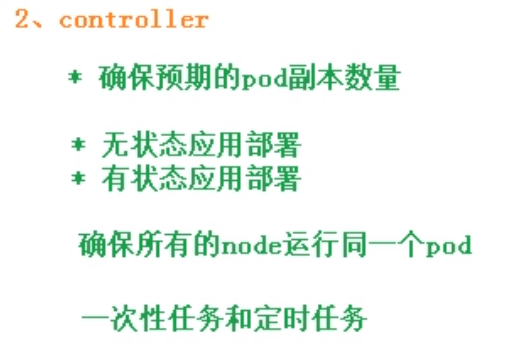 2、controller
* 确保预期的pod副本数量
* 无状态应用部署
* 有状态应用部署
确保所有的node运行同一个pod
一次性任务和定时任务